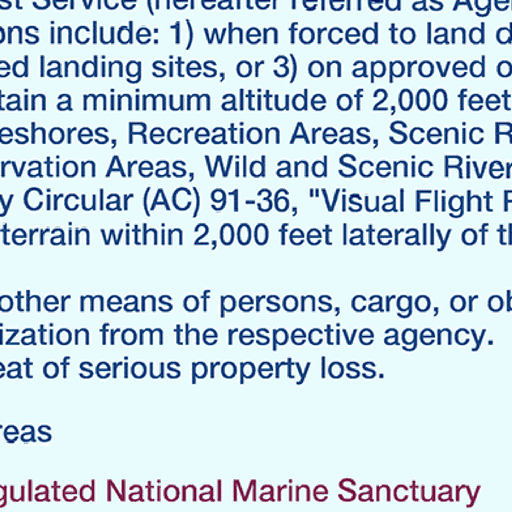 st Service (hereafter referred as Age
ons include: 1) when forced to land d
ed landing sites, or 3) on approved o
tain a minimum altitude of 2,000 feet
eshores, Recreation Areas, Scenic R
rvation Areas, Wild and Scenic River
y Circular (AC) 91-36, "Visual Flight
terrain within 2,000 feet laterally of th
other means of persons, cargo, or ob
ization from the respective agency.
eat of serious property loss.
reas
gulated National Marine Sanctuary